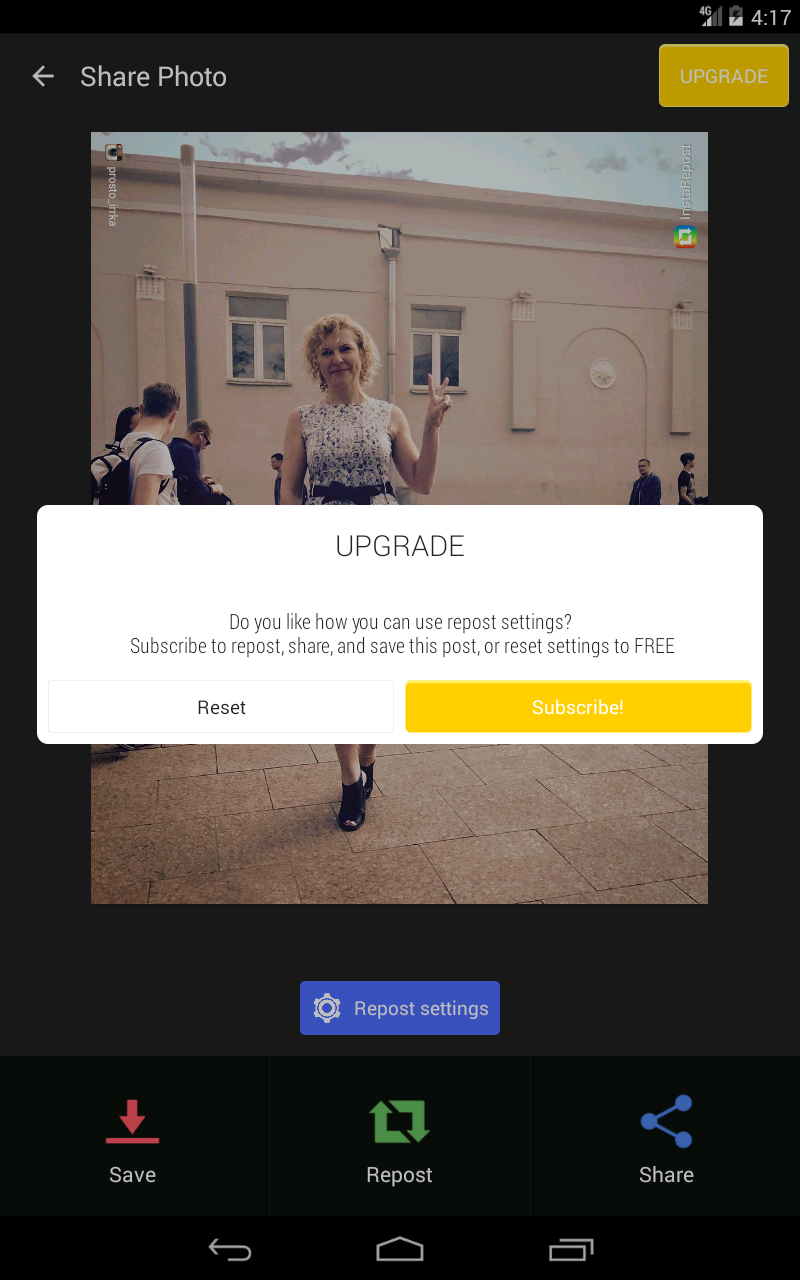 4G
4:17
Share Photo
UPGRADE
prosto_irrka
InstaRepost
UPGRADE
Do you like how you can use repost settings?
Subscribe to repost, share, and save this post, or reset settings to FREE
Reset
Subscribe!
Repost settings
Save
Repost
Share